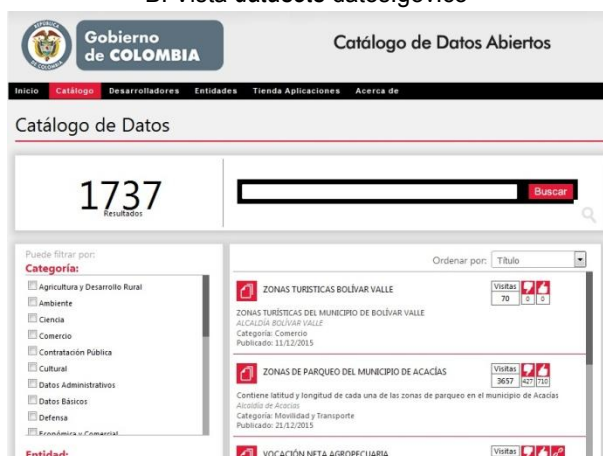 B. Vista datasets datos.gov.co
Gobierno
de COLOMBIA
Catálogo de Datos Abiertos
Inicio Catálogo Desarrolladores Entidades Tienda Aplicaciones Acerca de
Catálogo de Datos
1737
Resultados
Buscar
Puede filtrar por:
Categoría:
Agricultura y Desarrollo Rural
Ambiente
Ciencia
Comercio
Contratación Pública
Cultural
Datos Administrativos
Datos Básicos
Defensa
Económica y Comercial
Entidad:
Ordenar por: Título
ZONAS TURISTICAS BOLÍVAR VALLE
Visitas
70 0 0
ZONAS TURÍSTICAS DEL MUNICIPIO DE BOLÍVAR VALLE
ALCALDÍA BOLIVAR VALLE
Categoría: Comercio
Publicado: 11/12/2015
ZONAS DE PARQUEO DEL MUNICIPIO DE ACACÍAS
Visitas
3657 427 710
Contiene latitud y longitud de cada una de las zonas de parqueo en el municipio de Acacías
Alcaldía de Acacias
Categoría: Movilidad y Transporte
Publicado: 21/12/2015
VOCACIÓN NETA AGROPECUARIA
Visitas